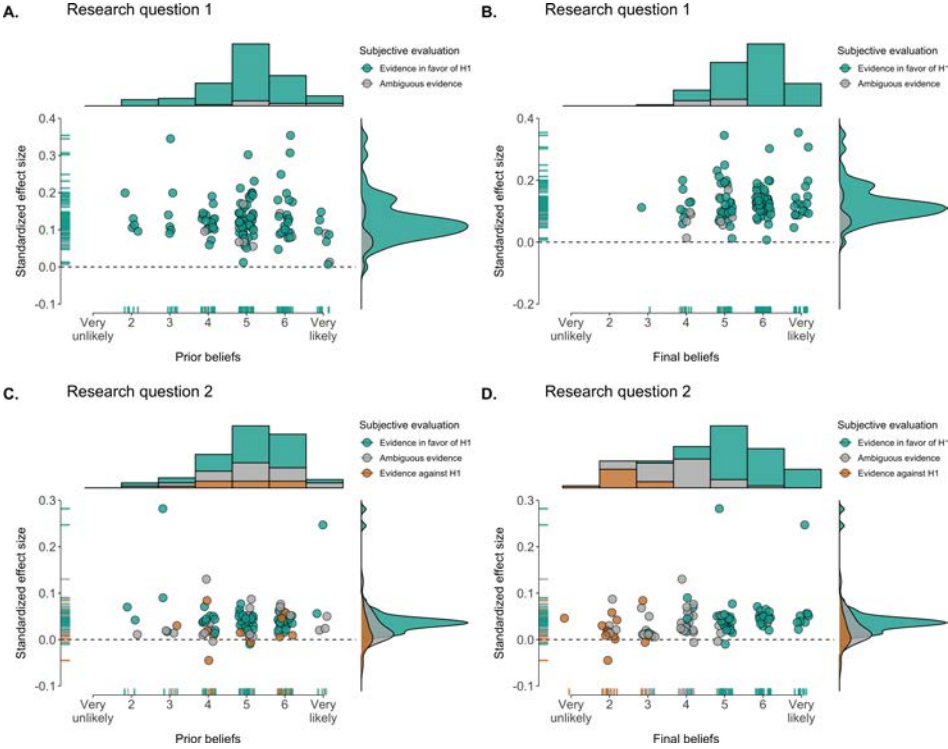 A. Research question 1
Subjective evaluation
Evidence in favor of H1
Ambiguous evidence
Standardized effect size
0.4
0.3
0.2
0.1
0.0
-0.1
Very unlikely 2 3 4 5 6 Very likely
Prior beliefs
B. Research question 1
Subjective evaluation
Evidence in favor of H
Ambiguous evidence
Standardized effect size
0.4
0.2
0.0
-0.2
Very unlikely 2 3 4 5 6 Very likely
Final beliefs
C. Research question 2
Subjective evaluation
Evidence in favor of H1
Ambiguous evidence
Evidence against H1
Standardized effect size
0.3
0.2
0.1
0.0
-0.1
Very unlikely 2 3 4 5 6 Very likely
Prior beliefs
D. Research question 2
Subjective evaluation
Evidence in favor of H
Ambiguous evidence
Evidence against H1
Standardized effect size
0.3
0.2
0.1
0.0
-0.1
Very unlikely 2 3 4 5 6 Very likely
Final beliefs